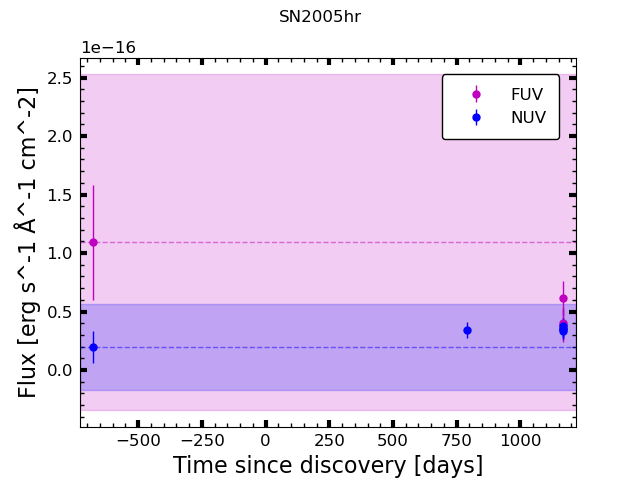 SN2005hr
1e−16
FUV
NUV
2.5
2.0
1.5
1.0
0.5
0.0
Flux [erg s^-1 Å^-1 cm^-2]
−500 −250 0 250 500 750 1000
Time since discovery [days]